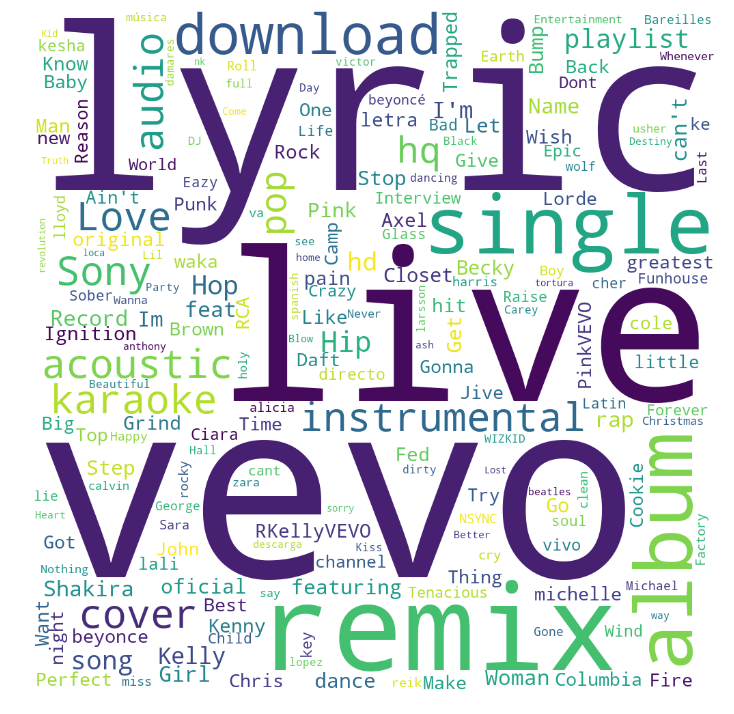 lyric
live
vevo
remix
single
album
download
audio
playlist
Love
pop
hq
Sony
acoustic
karaoke
instrumental
cover
song
música
Kid
kesha
Know
Baby
Man
new
Reason
Truth
World
damares
nk
full
Roll
DJ
Come
victor
Day
Earth
One
Life
beyoncé
letra
I'm
Bad
Let
Trapped
Entertainment
Bump
Back
Dont
Name
Wish
Epic
Black
Give
dancing
Stop
Rock
Eazy
Punk
Bareilles
Whenever
usher
Destiny
wolf
can't
ke
Last
Ain't
original
lloyd
revolution
loca
Lil
va
Pink
Interview
Glass
Axel
Lorde
Camp
see
home
spanish
Hop
feat
RCA
waka
Sober
Wanna
Party
Record
Im
Ignition
anthony
Brown
holy
Blow
pain
Crazy
Like
Never
Daft
Hip
directo
hd
Closet
larsson
ash
Gonna
Get
Becky
harris
hit
Boy
tortura
cher
Raise
Carey
greatest
Funhouse
PinkVEVO
cole
little
Jive
Latin
Forever
Christmas
Beautiful
Big
Top
Happy
Grind
Ciara
Time
alicia
Hall
Step
calvin
rocky
cant
zara
lie
Heart
George
Sara
sorry
Fed
dirty
WIZKID
Lost
beatles
clean
Try
NSYNC
Go
soul
Better
cry
Cookie
Factory
Got
Nothing
John
lali
RKellyVEVO
descarga
Kiss
channel
vivo
Thing
Shakira
oficial
say
featuring
Tenacious
michelle
Michael
way
Want
night
beyonce
Best
Kenny
Child
key
lopez
Gone
Wind
Perfect
miss
Kelly
Girl
Chris
dance
reik
Make
Woman
Columbia
Fire
rap